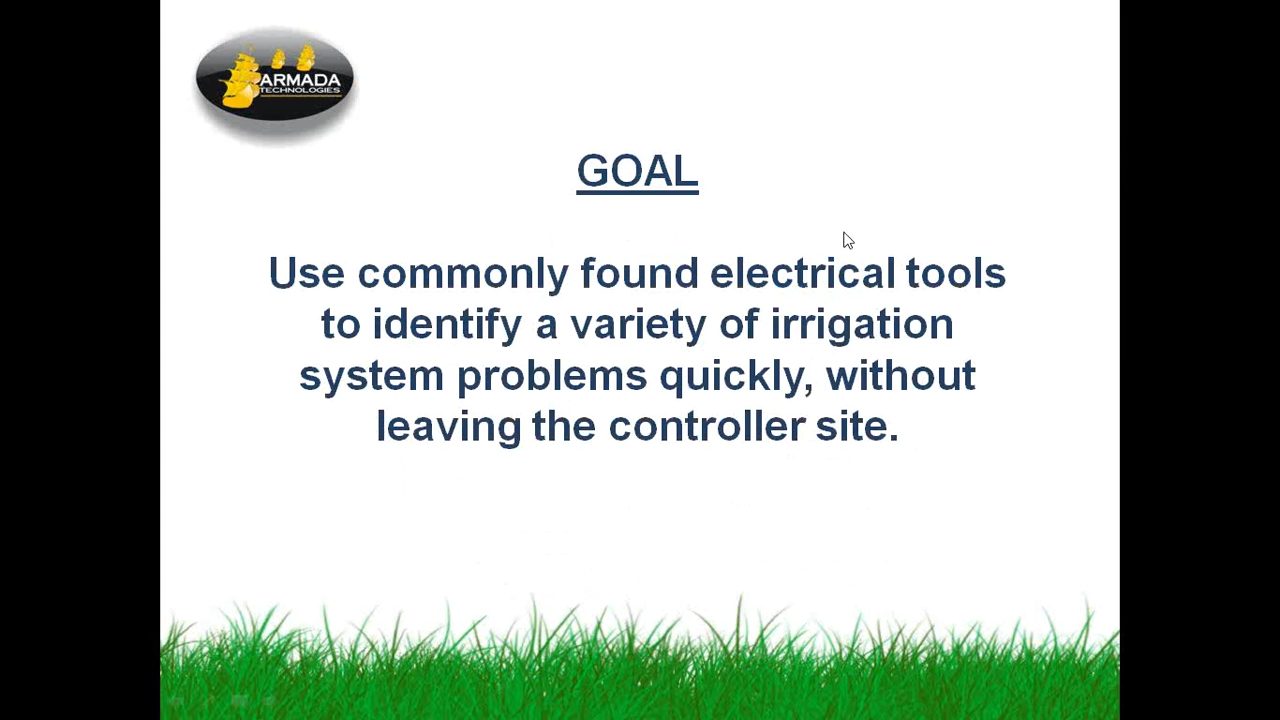 ARMADA
TECHNOLOGIES
GOAL
Use commonly found electrical tools
to identify a variety of irrigation
system problems quickly, without
leaving the controller site.